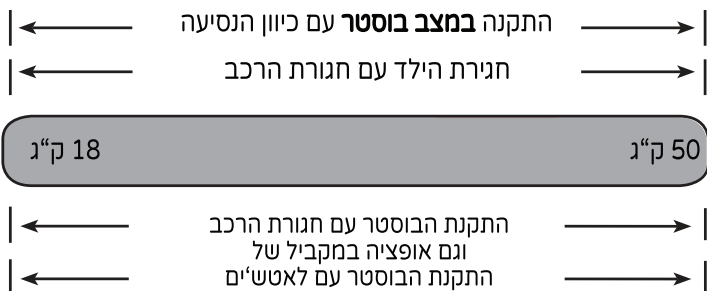 התקנה במצב בוסטר עם כיוון הנסיעה
חגירת הילד עם חגורת הרכב
50 ק"ג
18 ק"ג
התקנת הבוסטר עם חגורת הרכב
וגם אופציה במקביל של
התקנת הבוסטר עם לאטש'ים